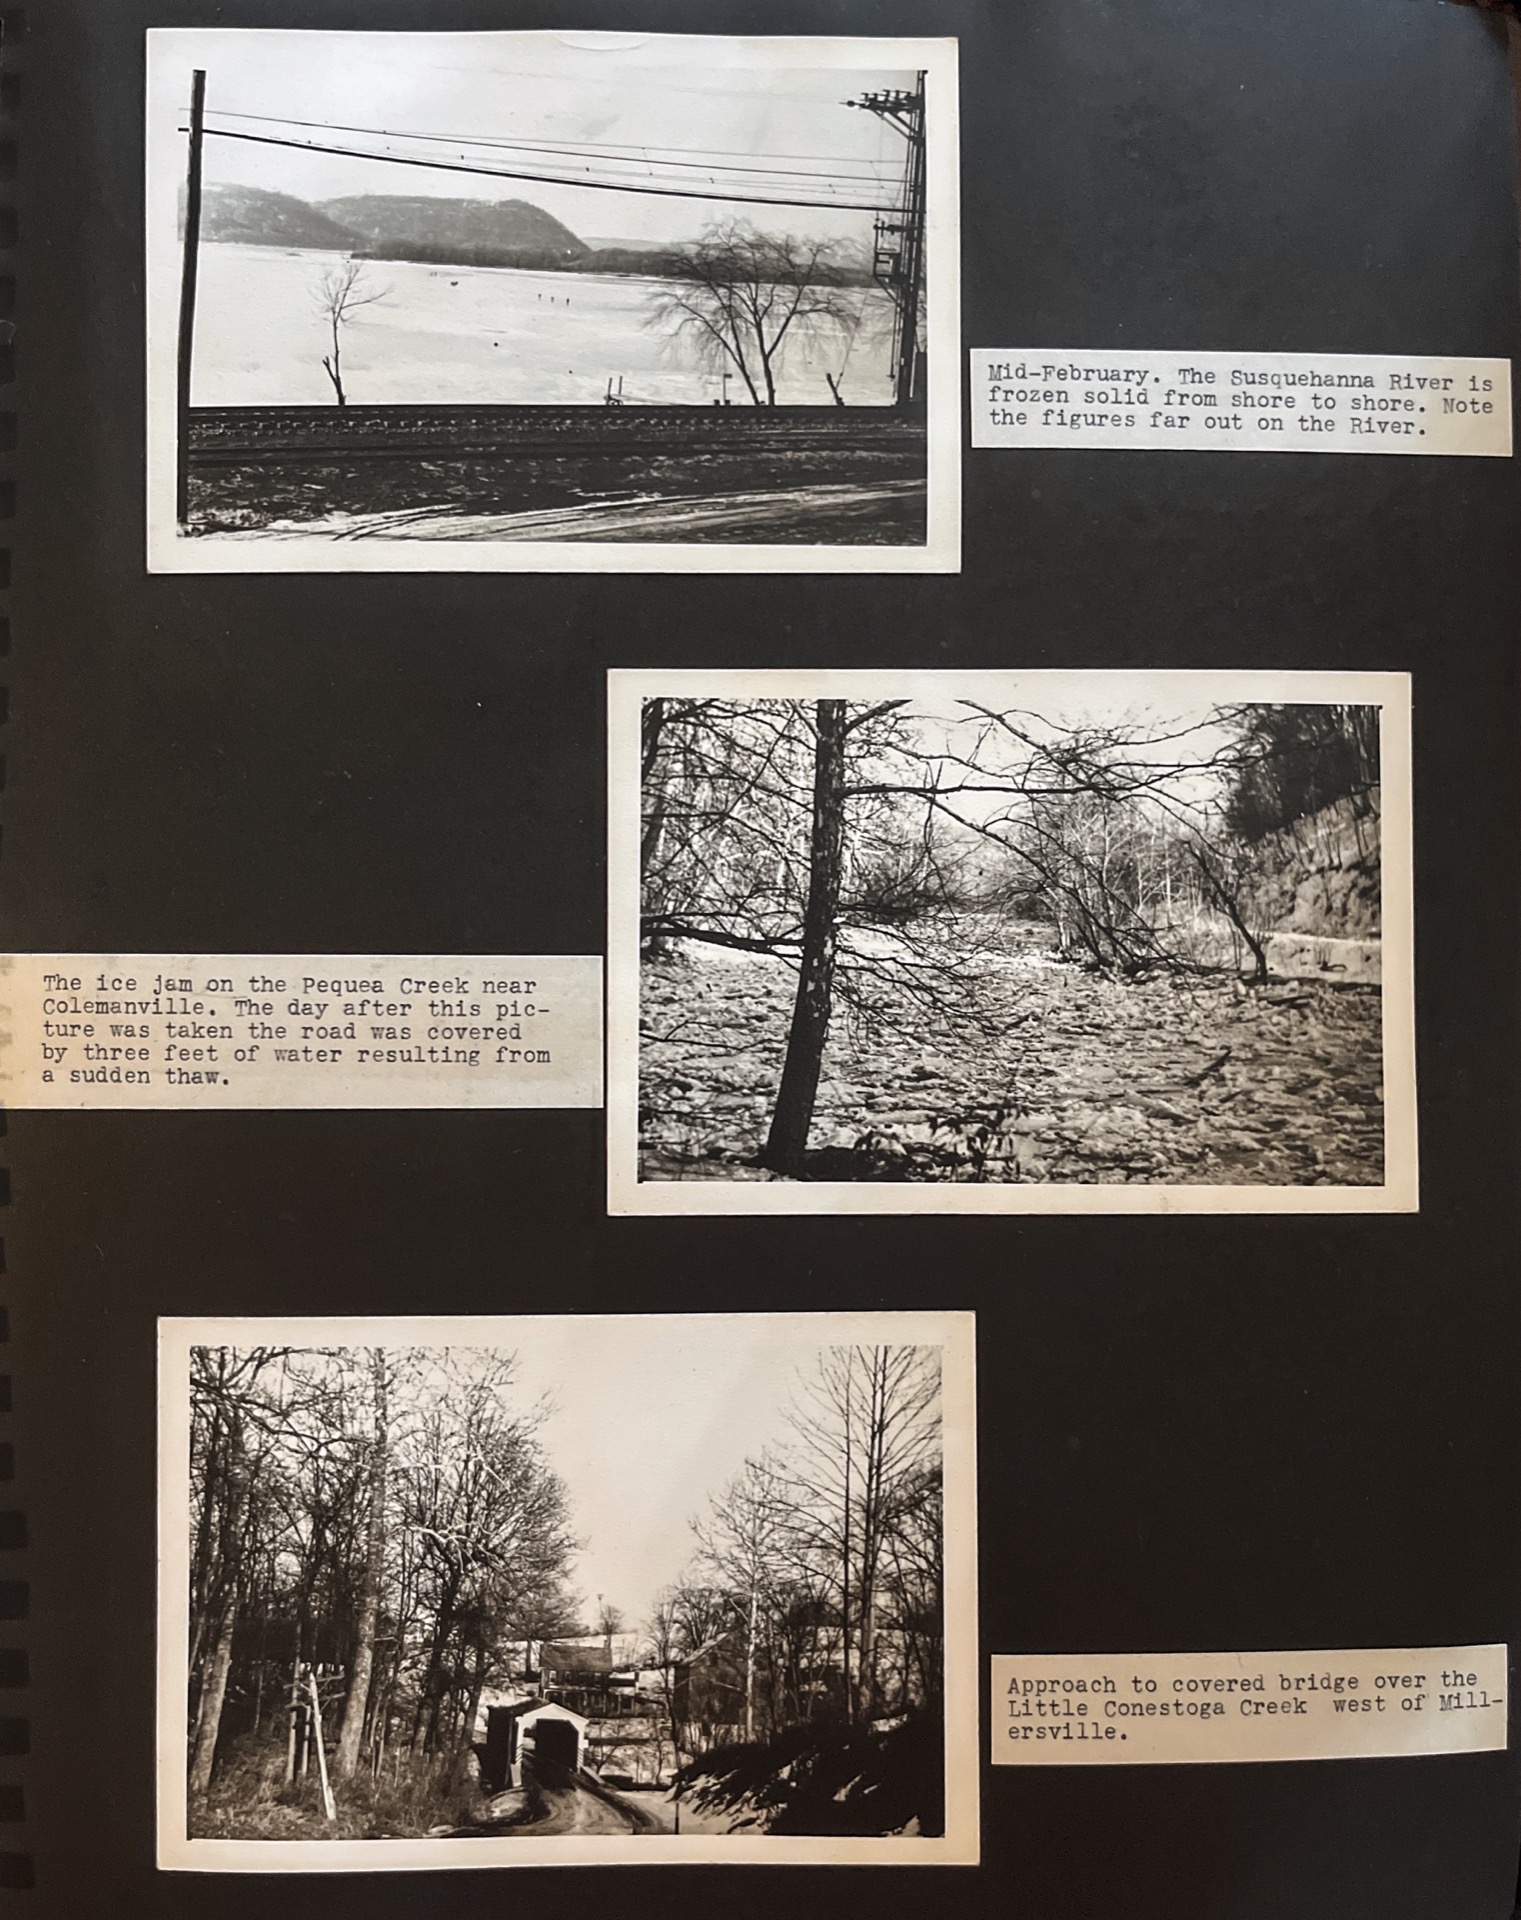 Mid-February. The Susquehanna River is
frozen solid from shore to shore. Note
the figures far out on the River.
The ice jam on the Pequea Creek near
Colemanville. The day after this pic-
ture was taken the road was covered
by three feet of water resulting from
a sudden thaw.
Approach to covered bridge over the
Little Conestoga Creek  west of Mill-
ersville.